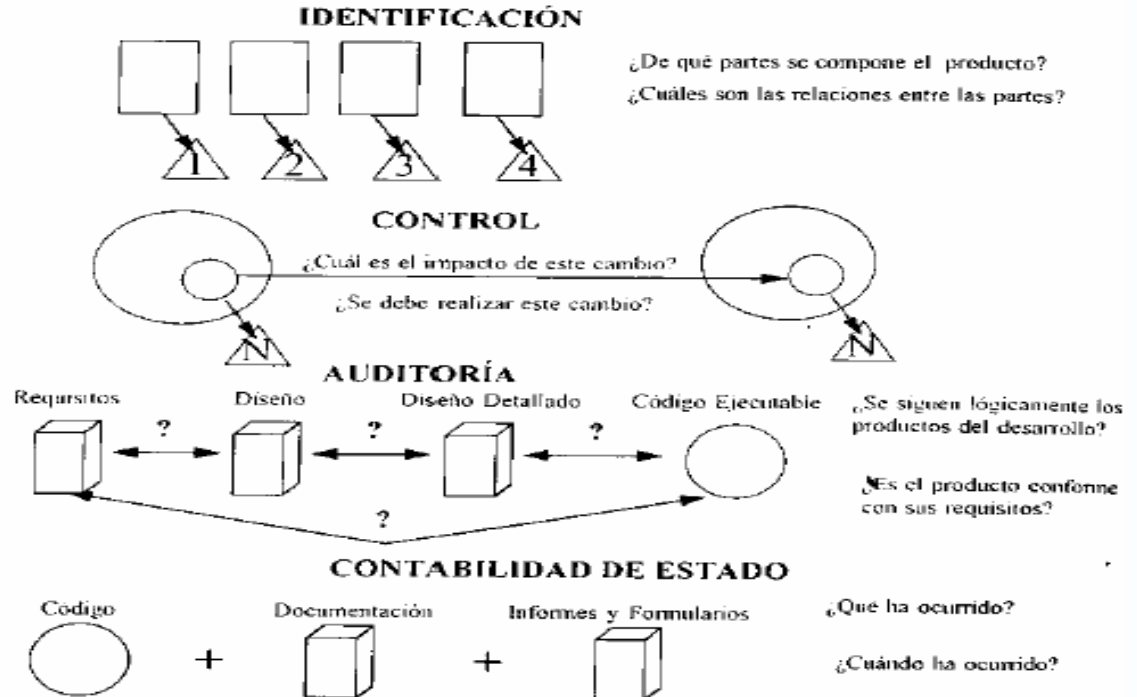 IDENTIFICACIÓN
¿De qué partes se compone el producto?
¿Cuáles son las relaciones entre las partes?
1 2 3 4
CONTROL
¿Cuál es el impacto de este cambio?
¿Se debe realizar este cambio?
N N
AUDITORÍA
Requisitos Diseño Diseño Detallado Código Ejecutable
¿Se siguen lógicamente los
productos del desarrollo?
? ? ?
¿Es el producto conforme
con sus requisitos?
?
CONTABILIDAD DE ESTADO
Código Documentación Informes y Formularios
¿Qué ha ocurrido?
+ +
¿Cuándo ha ocurrido?